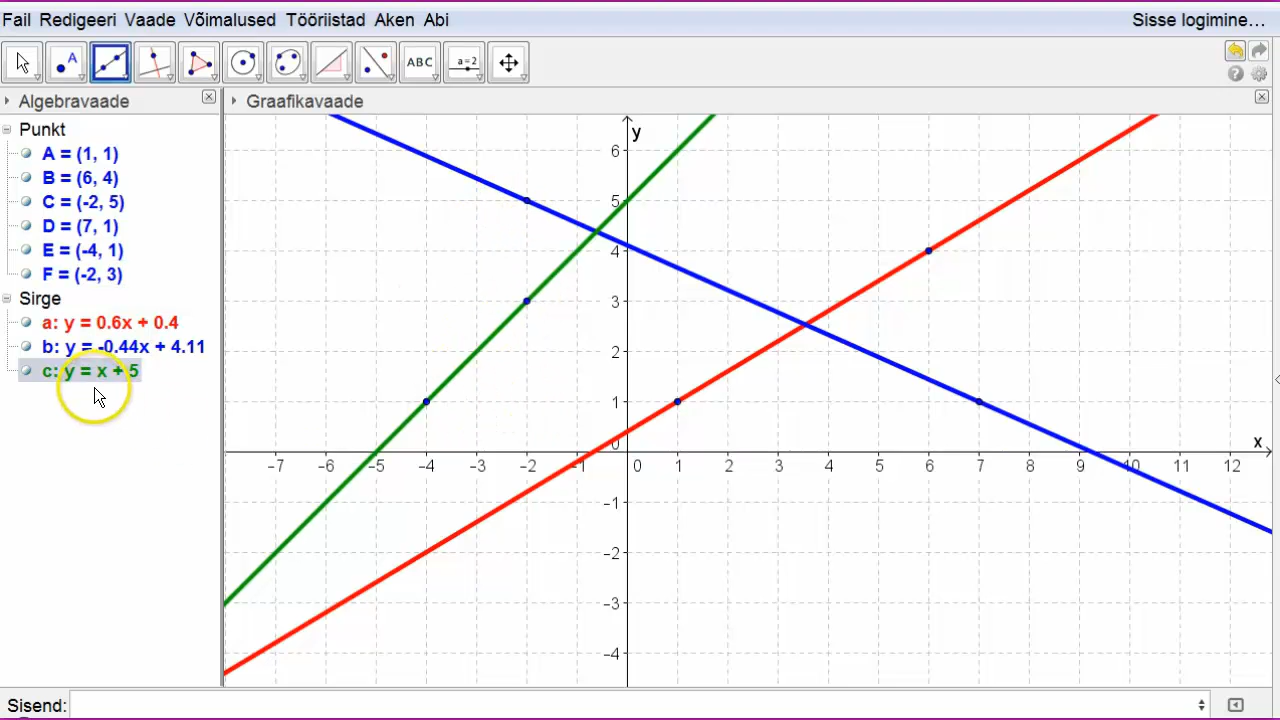 Fail Redigeeri Vaade Võimalused Tööriistad Aken Abi Sisse logimine...
A ABC a=2
Algebravaade Graafikavaade
Punkt
A = (1, 1)
B = (6, 4)
C = (-2, 5)
D = (7, 1)
E = (-4, 1)
F = (-2, 3)
Sirge
a: y = 0.6x + 0.4
b: y = -0.44x + 4.11
c: y = x + 5
y
6
5
4
3
2
1
0
x
-7 -6 -5 -4 -3 -2 -1 0 1 2 3 4 5 6 7 8 9 10 11 12
-1
-2
-3
-4
Sisend: